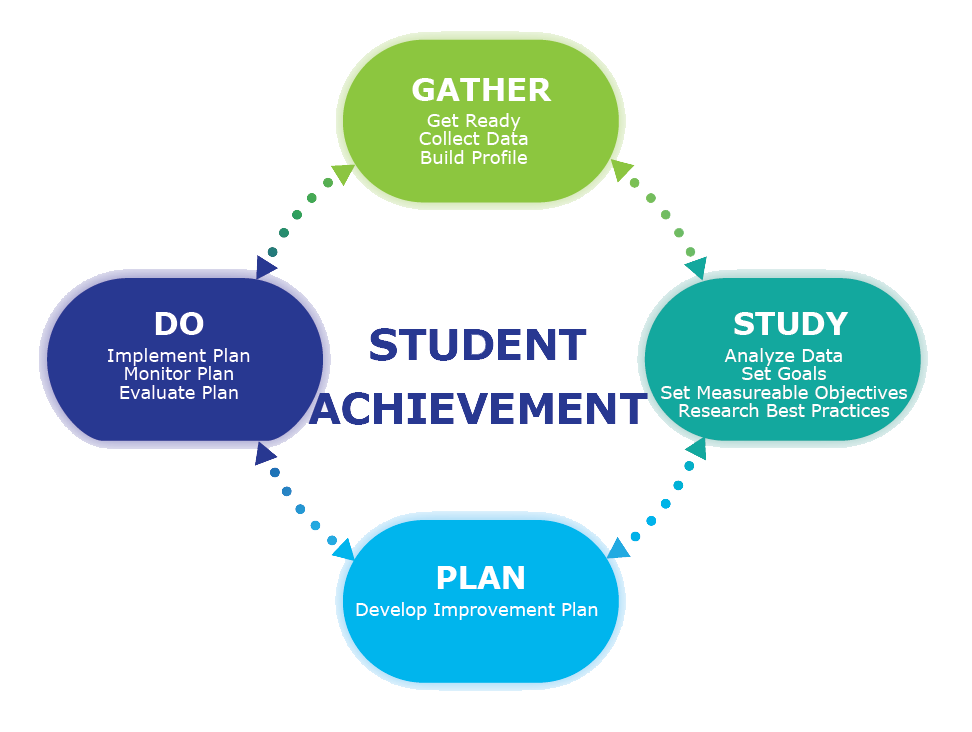 GATHER
Get Ready
Collect Data
Build Profile
DO
Implement Plan
Monitor Plan
Evaluate Plan
STUDENT
ACHIEVEMENT
STUDY
Analyze Data
Set Goals
Set Measureable Objectives
Research Best Practices
PLAN
Develop Improvement Plan